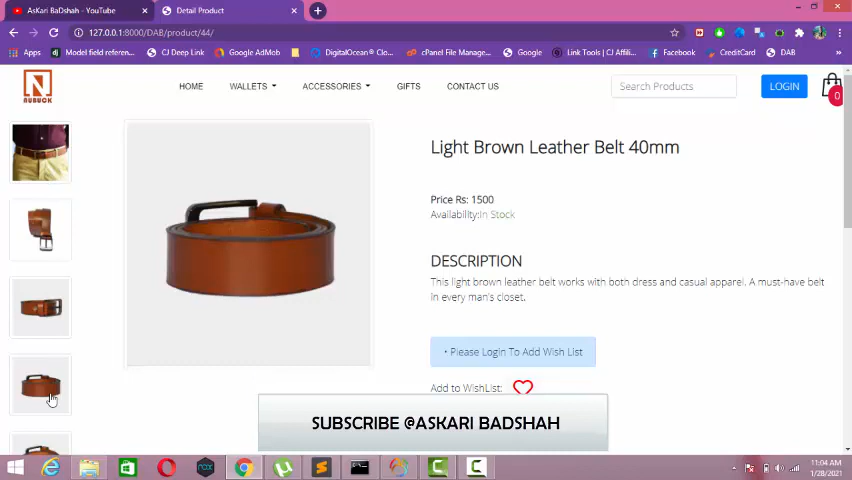 AsKari BaDshah - YouTube
Detail Product
127.0.0.1:8000/DAB/product/44/
Apps
Model field referen...
CJ Deep Link
Google AdMob
DigitalOcean® Clo...
cPanel File Manage...
Google
Link Tools | CJ Affili...
Facebook
CreditCard
DAB
N
NUBUCK
HOME
WALLETS
ACCESSORIES
GIFTS
CONTACT US
Search Products
LOGIN
0
Light Brown Leather Belt 40mm
Price Rs: 1500
Availability:In Stock
DESCRIPTION
This light brown leather belt works with both dress and casual apparel. A must-have belt
in every man's closet.
• Please Login To Add Wish List
Add to WishList:
SUBSCRIBE @ASKARI BADSHAH
11:04 AM
1/28/2021